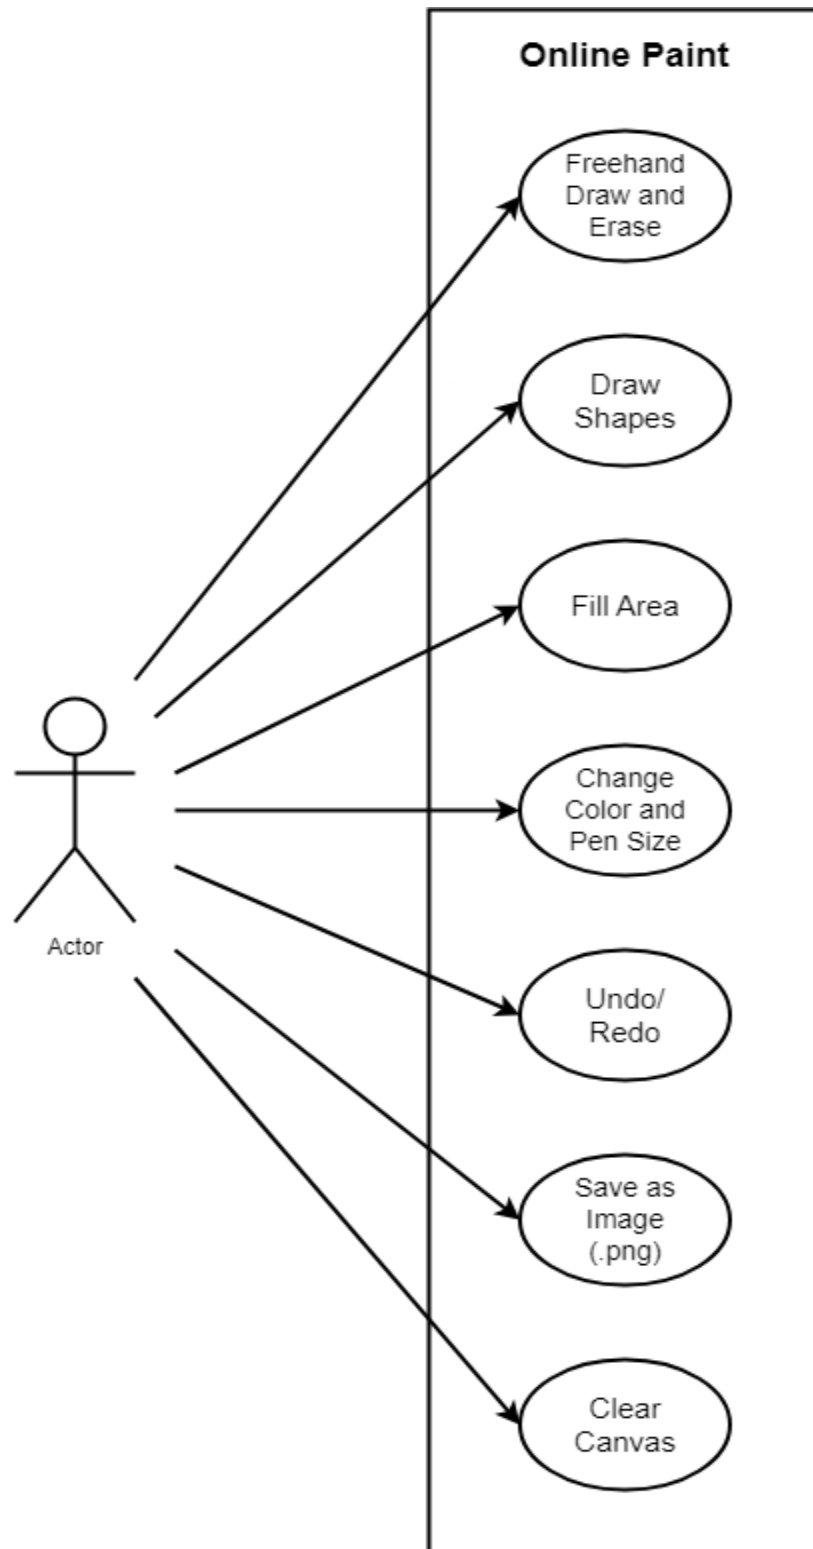 Online Paint
Freehand
Draw and
Erase
Draw
Shapes
Fill Area
Change
Color and
Pen Size
Actor
Undo/
Redo
Save as
Image
(.png)
Clear
Canvas